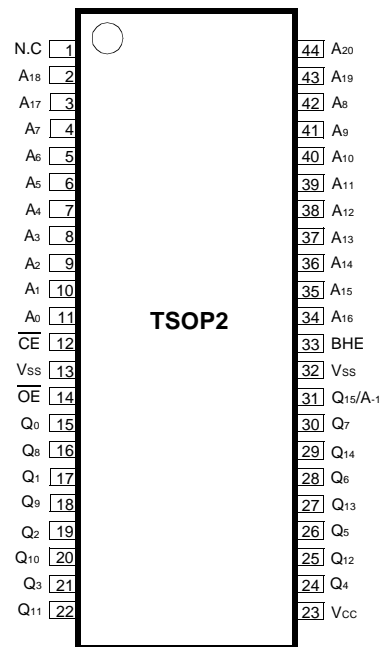 N.C 1 44 A20
A18 2 43 A19
A17 3 42 A8
A7 4 41 A9
A6 5 40 A10
A5 6 39 A11
A4 7 38 A12
A3 8 37 A13
A2 9 36 A14
A1 10 35 A15
A0 11 TSOP2 34 A16
CE 12 33 BHE
VSS 13 32 VSS
OE 14 31 Q15/A-1
Q0 15 30 Q7
Q8 16 29 Q14
Q1 17 28 Q6
Q9 18 27 Q13
Q2 19 26 Q5
Q10 20 25 Q12
Q3 21 24 Q4
Q11 22 23 VCC